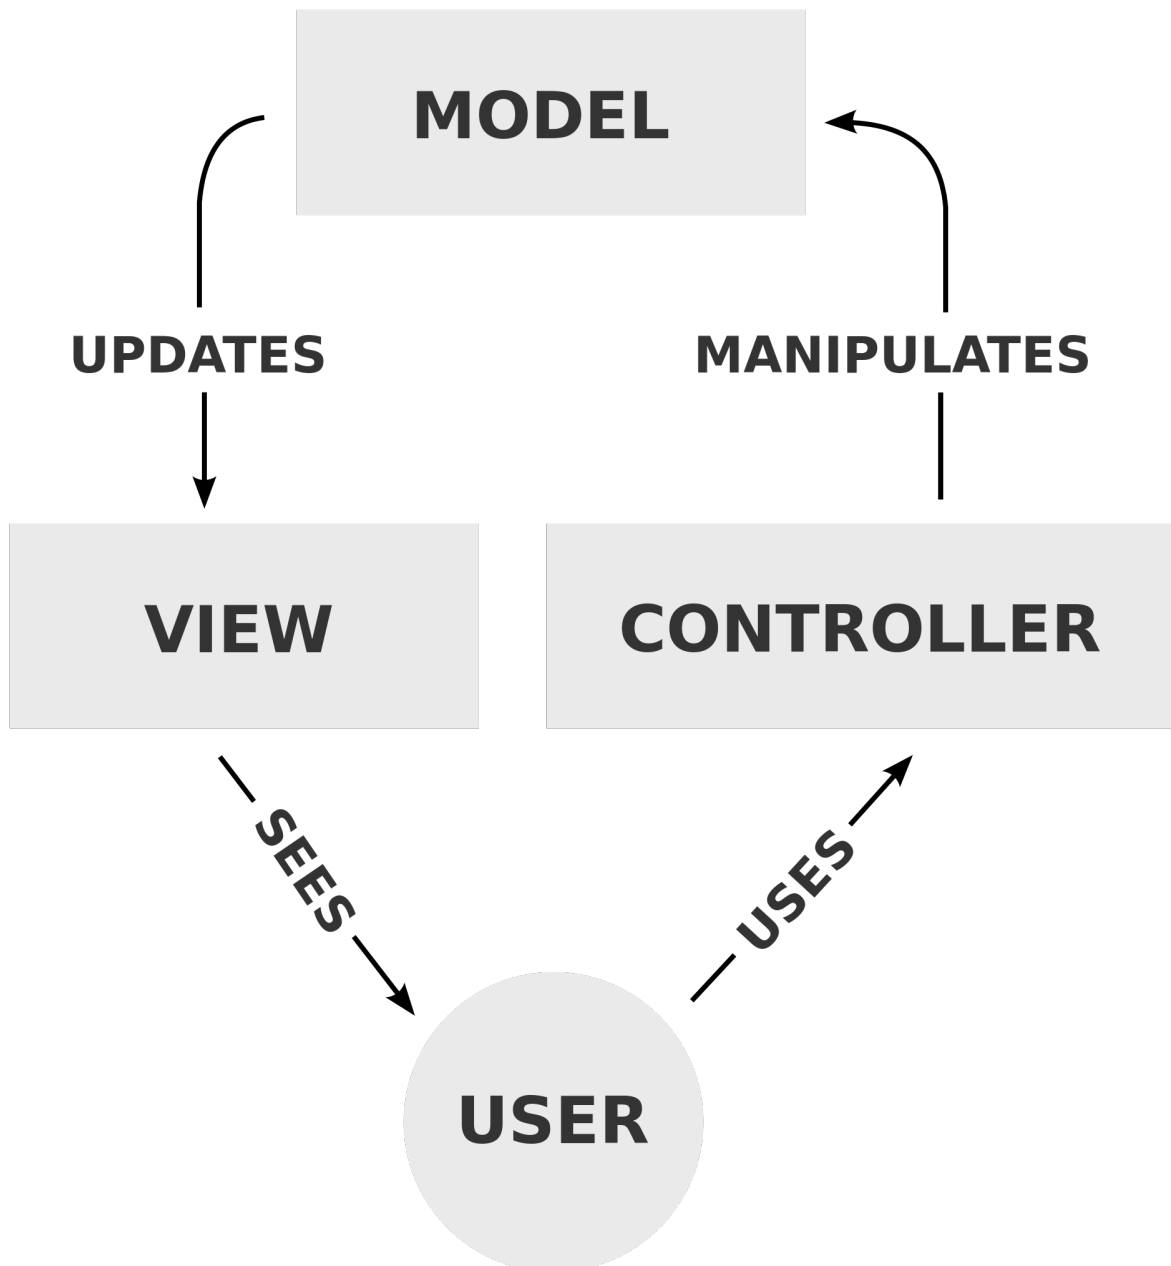 MODEL
UPDATES
MANIPULATES
VIEW
CONTROLLER
SEES
USES
USER